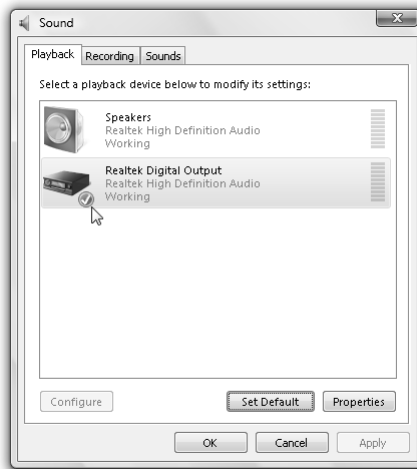 Sound
Playback Recording Sounds
Select a playback device below to modify its settings:
Speakers
Realtek High Definition Audio
Working
Realtek Digital Output
Realtek High Definition Audio
Working
Configure Set Default Properties
OK Cancel Apply